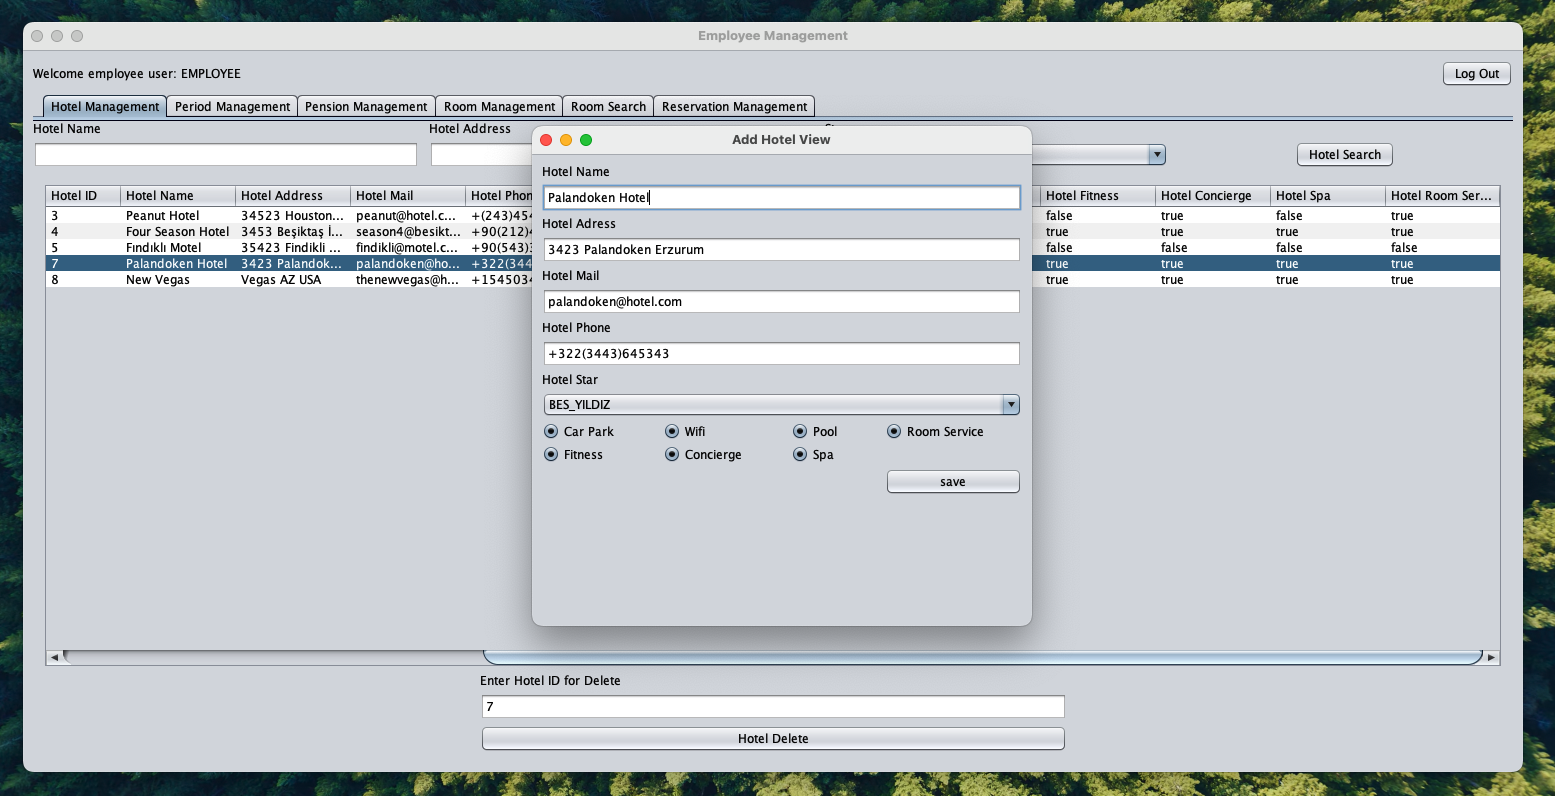 Employee Management
Welcome employee user: EMPLOYEE
Log Out
Hotel Management Period Management Pension Management Room Management Room Search Reservation Management
Hotel Name Hotel Address
Hotel Search
Hotel ID Hotel Name Hotel Address Hotel Mail Hotel Phon Hotel Fitness Hotel Concierge Hotel Spa Hotel Room Ser...
3 Peanut Hotel 34523 Houston... peanut@hotel.c... +(243)454 false true false true
4 Four Season Hotel 3453 Beşiktaş İ... season4@besikt... +90(212)4 true true true true
5 Fındıklı Motel 35423 Findikli ... findikli@motel.c... +90(543)3 false false false false
7 Palandoken Hotel 3423 Palandok... palandoken@ho... +322(344 true true true true
8 New Vegas Vegas AZ USA thenewvegas@h... +1545034 true true true true
Add Hotel View
Hotel Name
Palandoken Hotel
Hotel Adress
3423 Palandoken Erzurum
Hotel Mail
palandoken@hotel.com
Hotel Phone
+322(3443)645343
Hotel Star
BES_YILDIZ
Car Park Wifi Pool Room Service
Fitness Concierge Spa
save
Enter Hotel ID for Delete
7
Hotel Delete